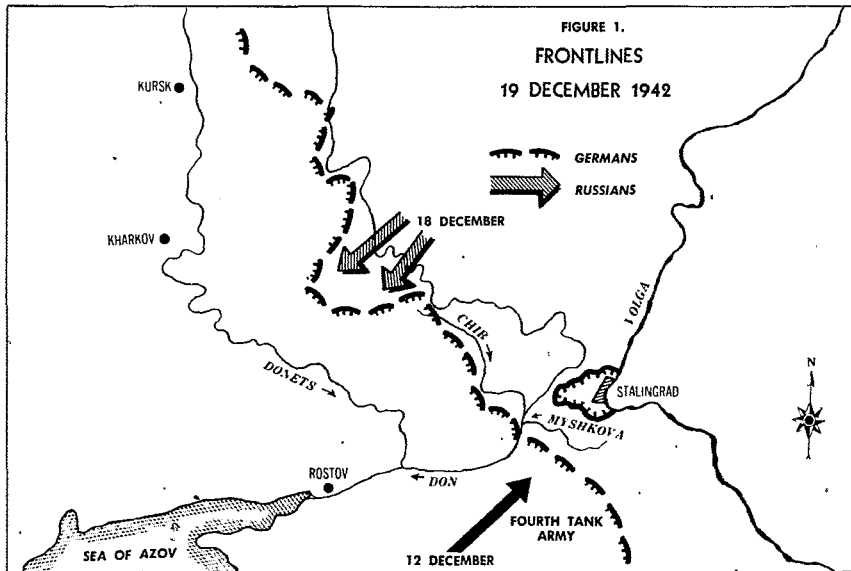 FIGURE 1.
FRONTLINES
19 DECEMBER 1942
KURSK
GERMANS
RUSSIANS
18 DECEMBER
KHARKOV
VOLGA
CHIR
DONETS
STALINGRAD
N
MYSHKOVA
ROSTOV
DON
FOURTH TANK
ARMY
SEA OF AZOV
12 DECEMBER